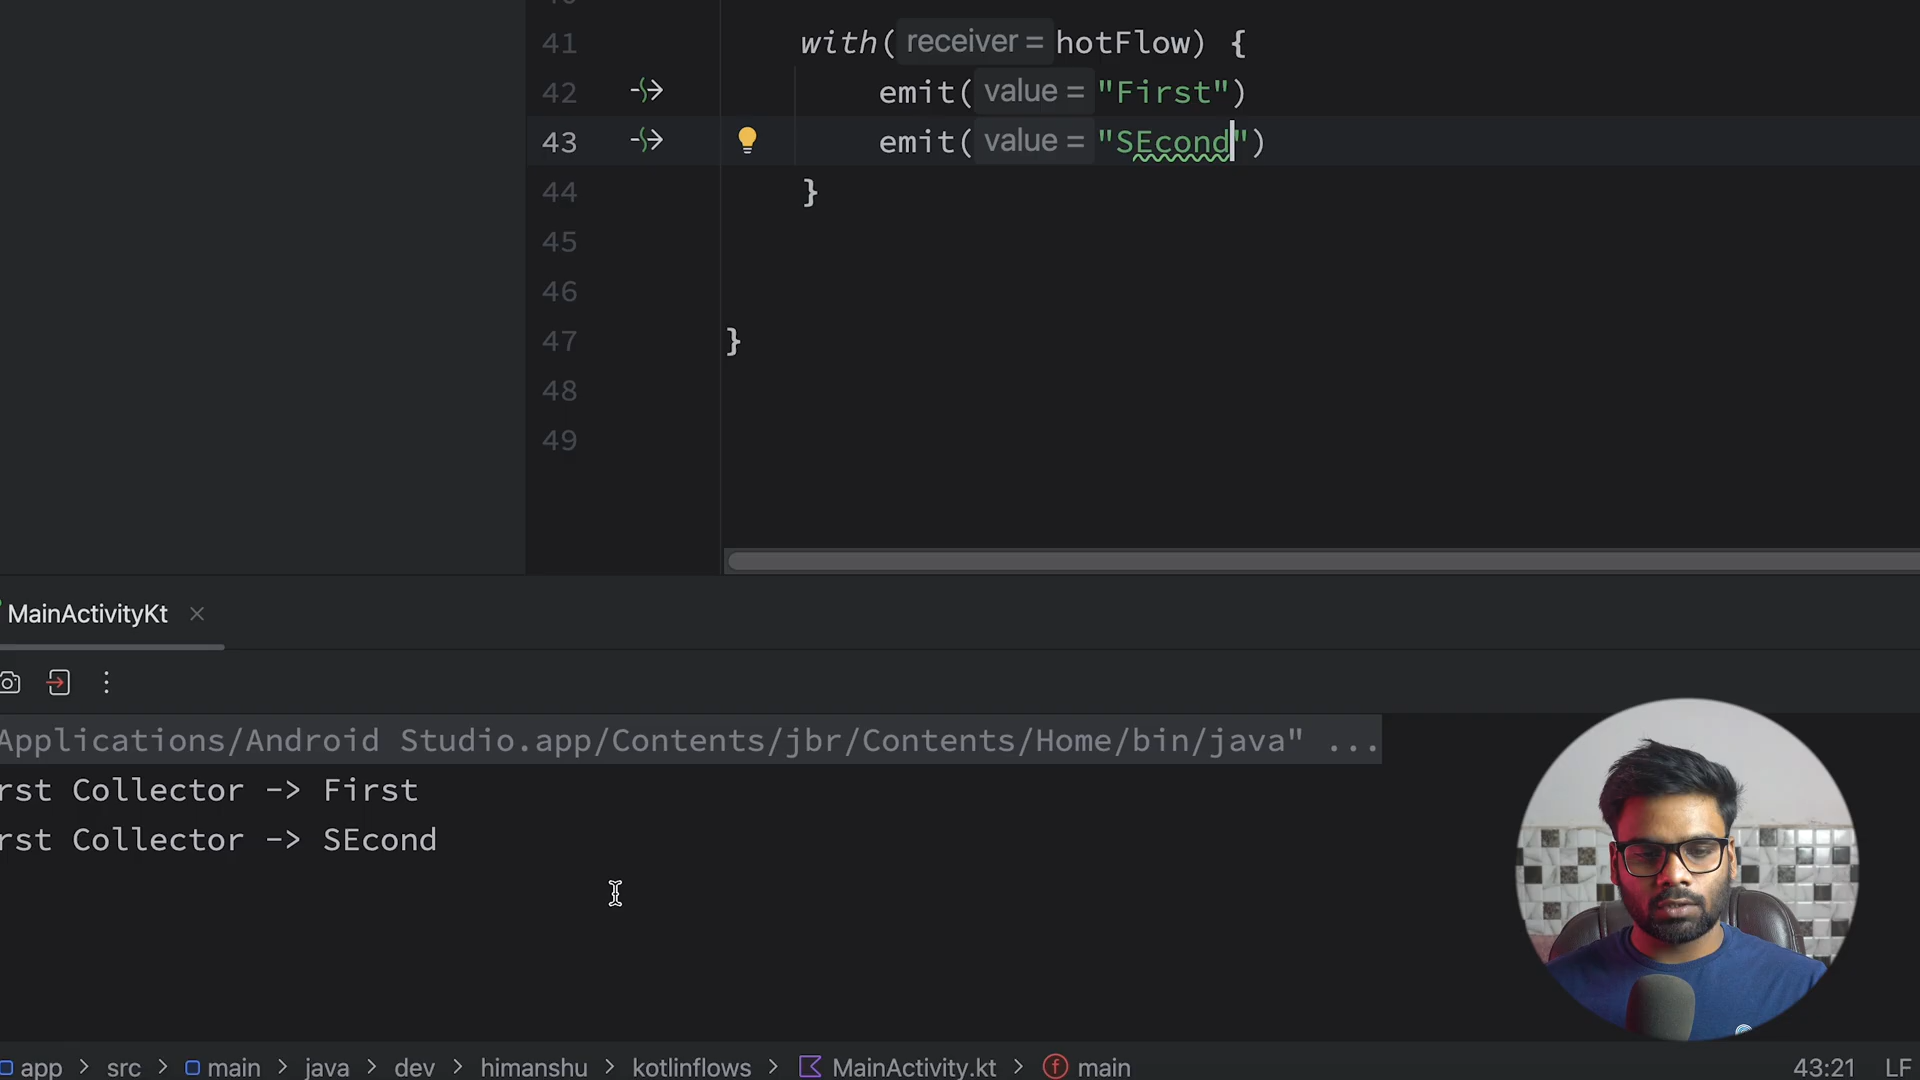 41 with( receiver = hotFlow) {
42 emit( value = "First")
43 emit( value = "SEcond")
44 }
45
46
47 }
48
49
MainActivityKt
Applications/Android Studio.app/Contents/jbr/Contents/Home/bin/java" ...
rst Collector -> First
rst Collector -> SEcond
app > src > main > java > dev > himanshu > kotlinflows > MainActivity.kt > main 43:21 LF